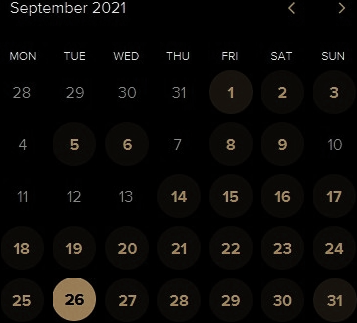 September 2021
MON TUE WED THU FRI SAT SUN
28 29 30 31 1 2 3
4 5 6 7 8 9 10
11 12 13 14 15 16 17
18 19 20 21 22 23 24
25 26 27 28 29 30 31